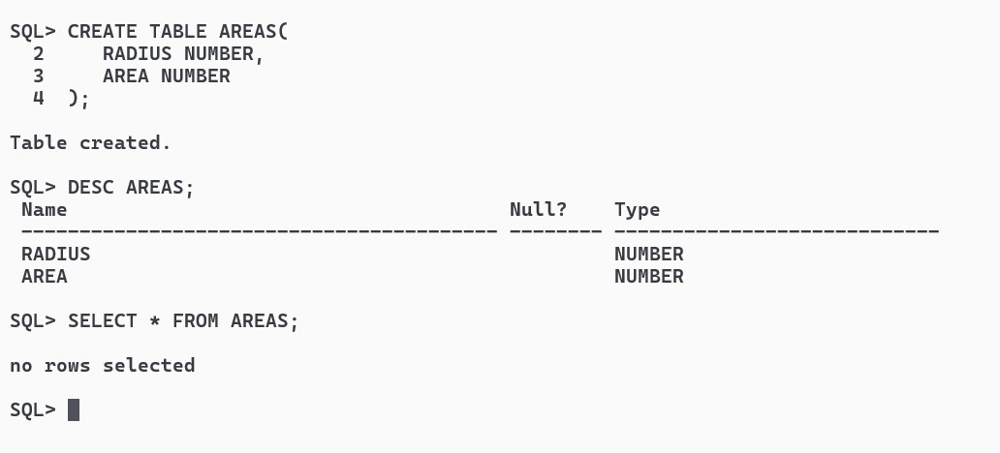 SQL> CREATE TABLE AREAS(
  2     RADIUS NUMBER,
  3     AREA NUMBER
  4  );
Table created.
SQL> DESC AREAS;
 Name                                      Null?    Type
 ----------------------------------------- -------- ----------------------------
 RADIUS                                             NUMBER
 AREA                                               NUMBER
SQL> SELECT * FROM AREAS;
no rows selected
SQL>